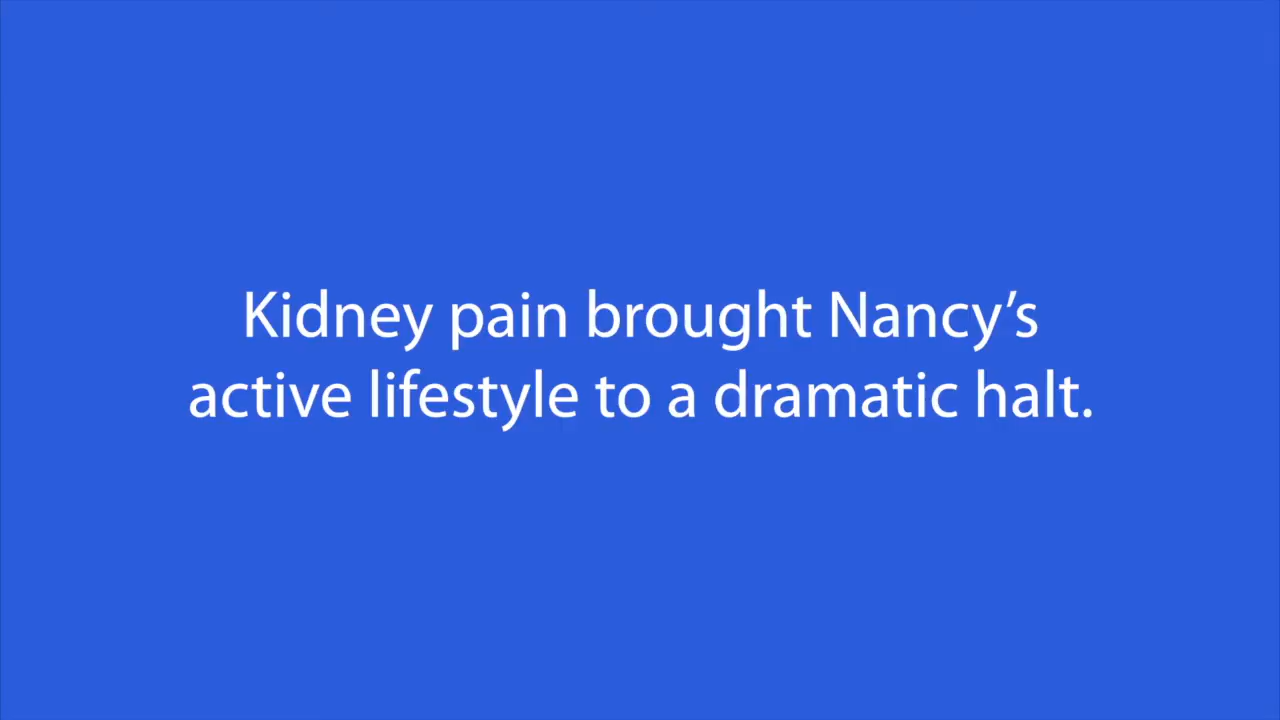 Kidney pain brought Nancy’s
active lifestyle to a dramatic halt.